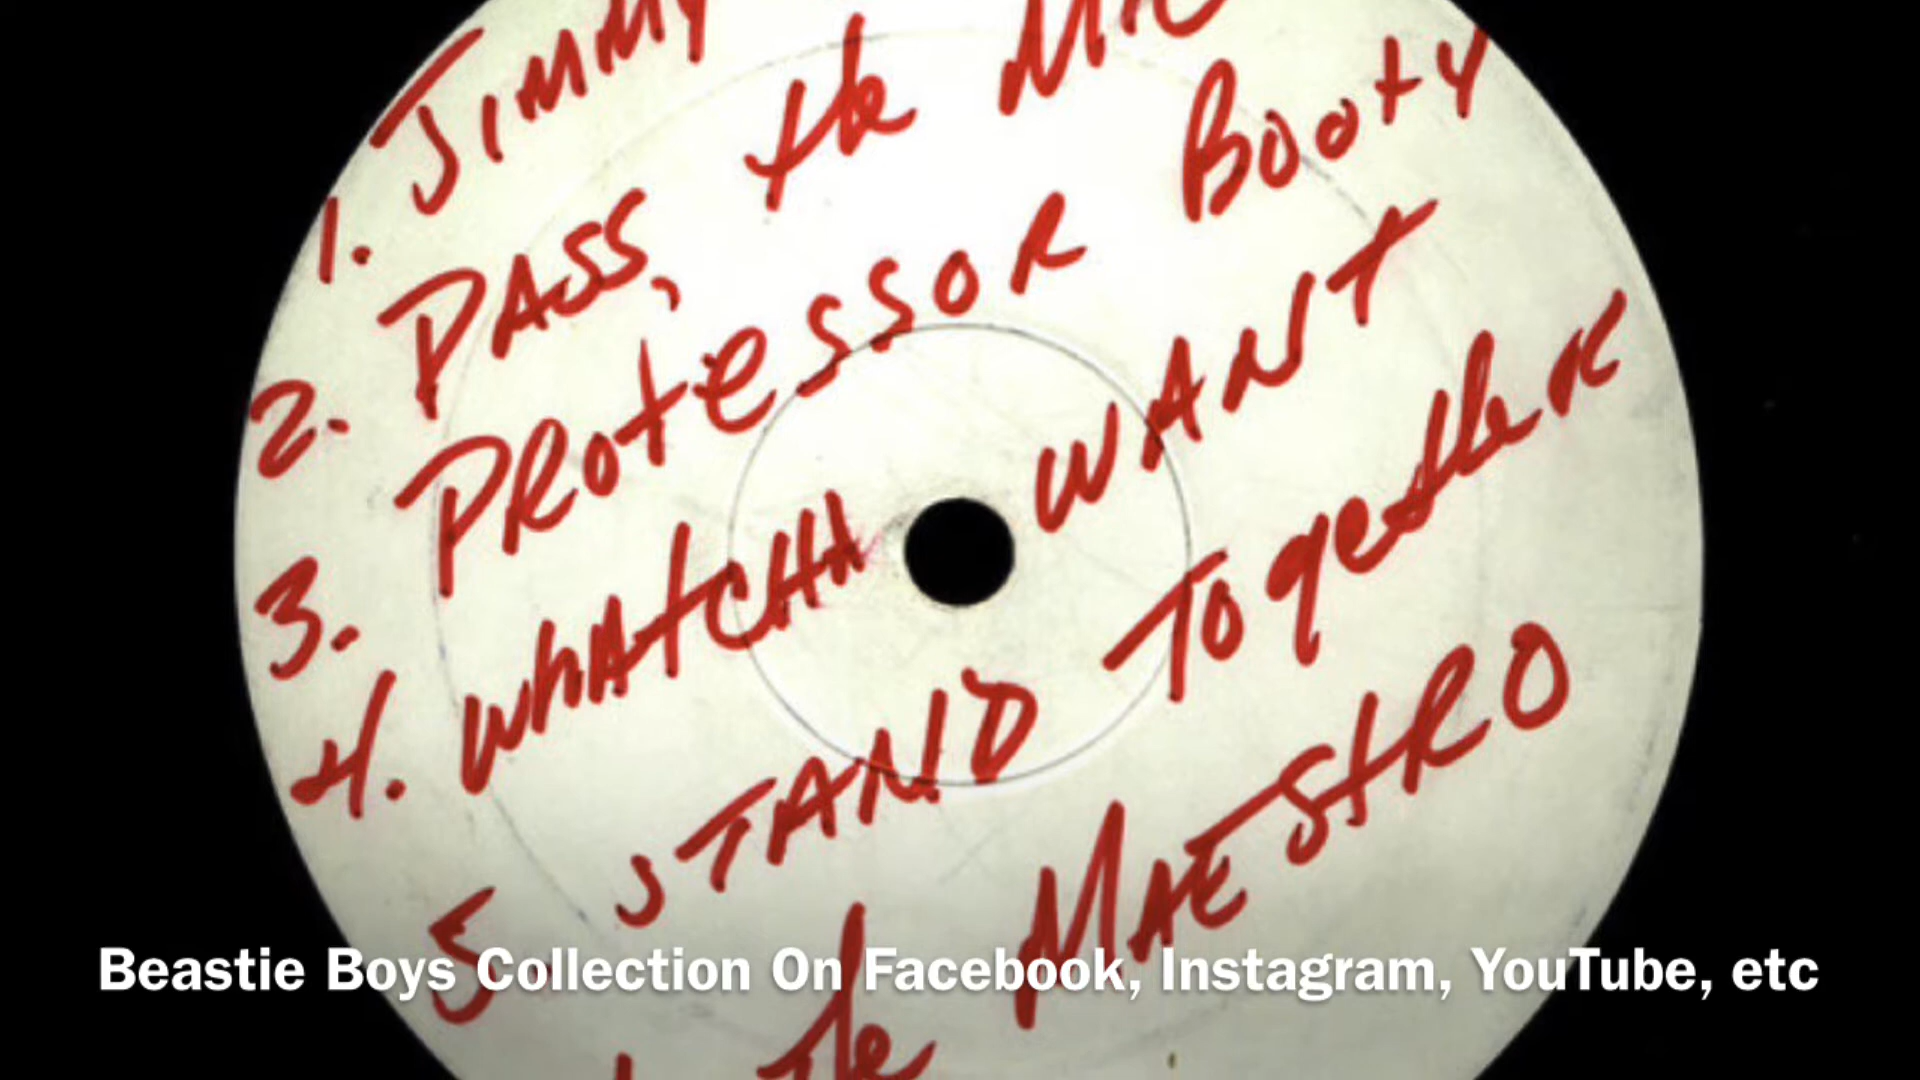 1. JIMMY
2. PASS, the MIC
3. PROfESSOR BOOty
4. WhAtCHA WANT
5 STAND TogetheR
the MAESTRO
Beastie Boys Collection On Facebook, Instagram, YouTube, etc